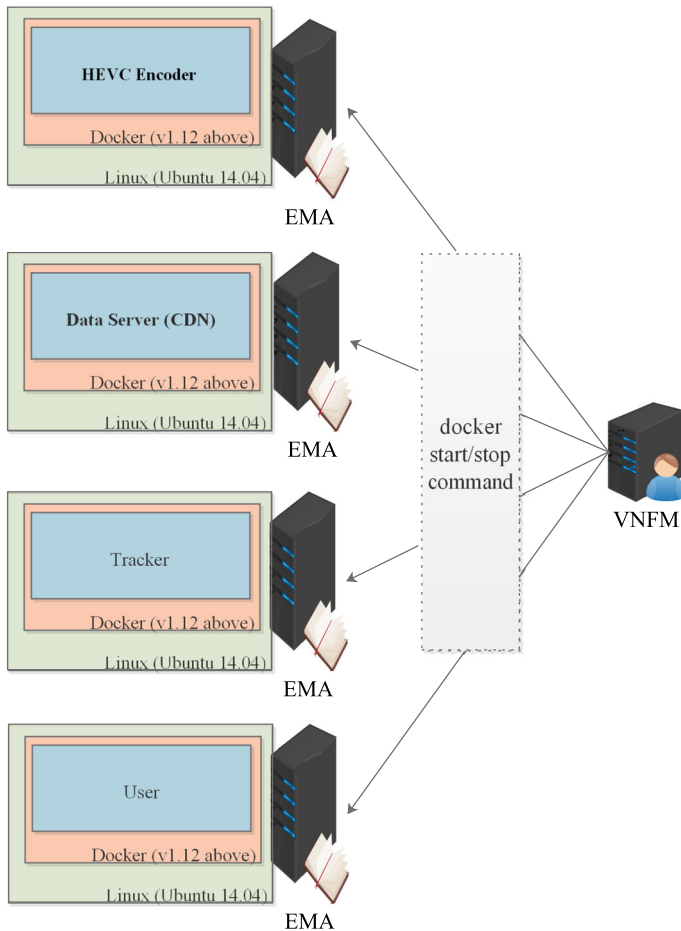 HEVC Encoder
Docker (v1.12 above)
Linux (Ubuntu 14.04)
EMA
Data Server (CDN)
Docker (v1.12 above)
Linux (Ubuntu 14.04)
EMA
docker
start/stop
command
VNFM
Tracker
Docker (v1.12 above)
Linux (Ubuntu 14.04)
EMA
User
Docker (v1.12 above)
Linux (Ubuntu 14.04)
EMA